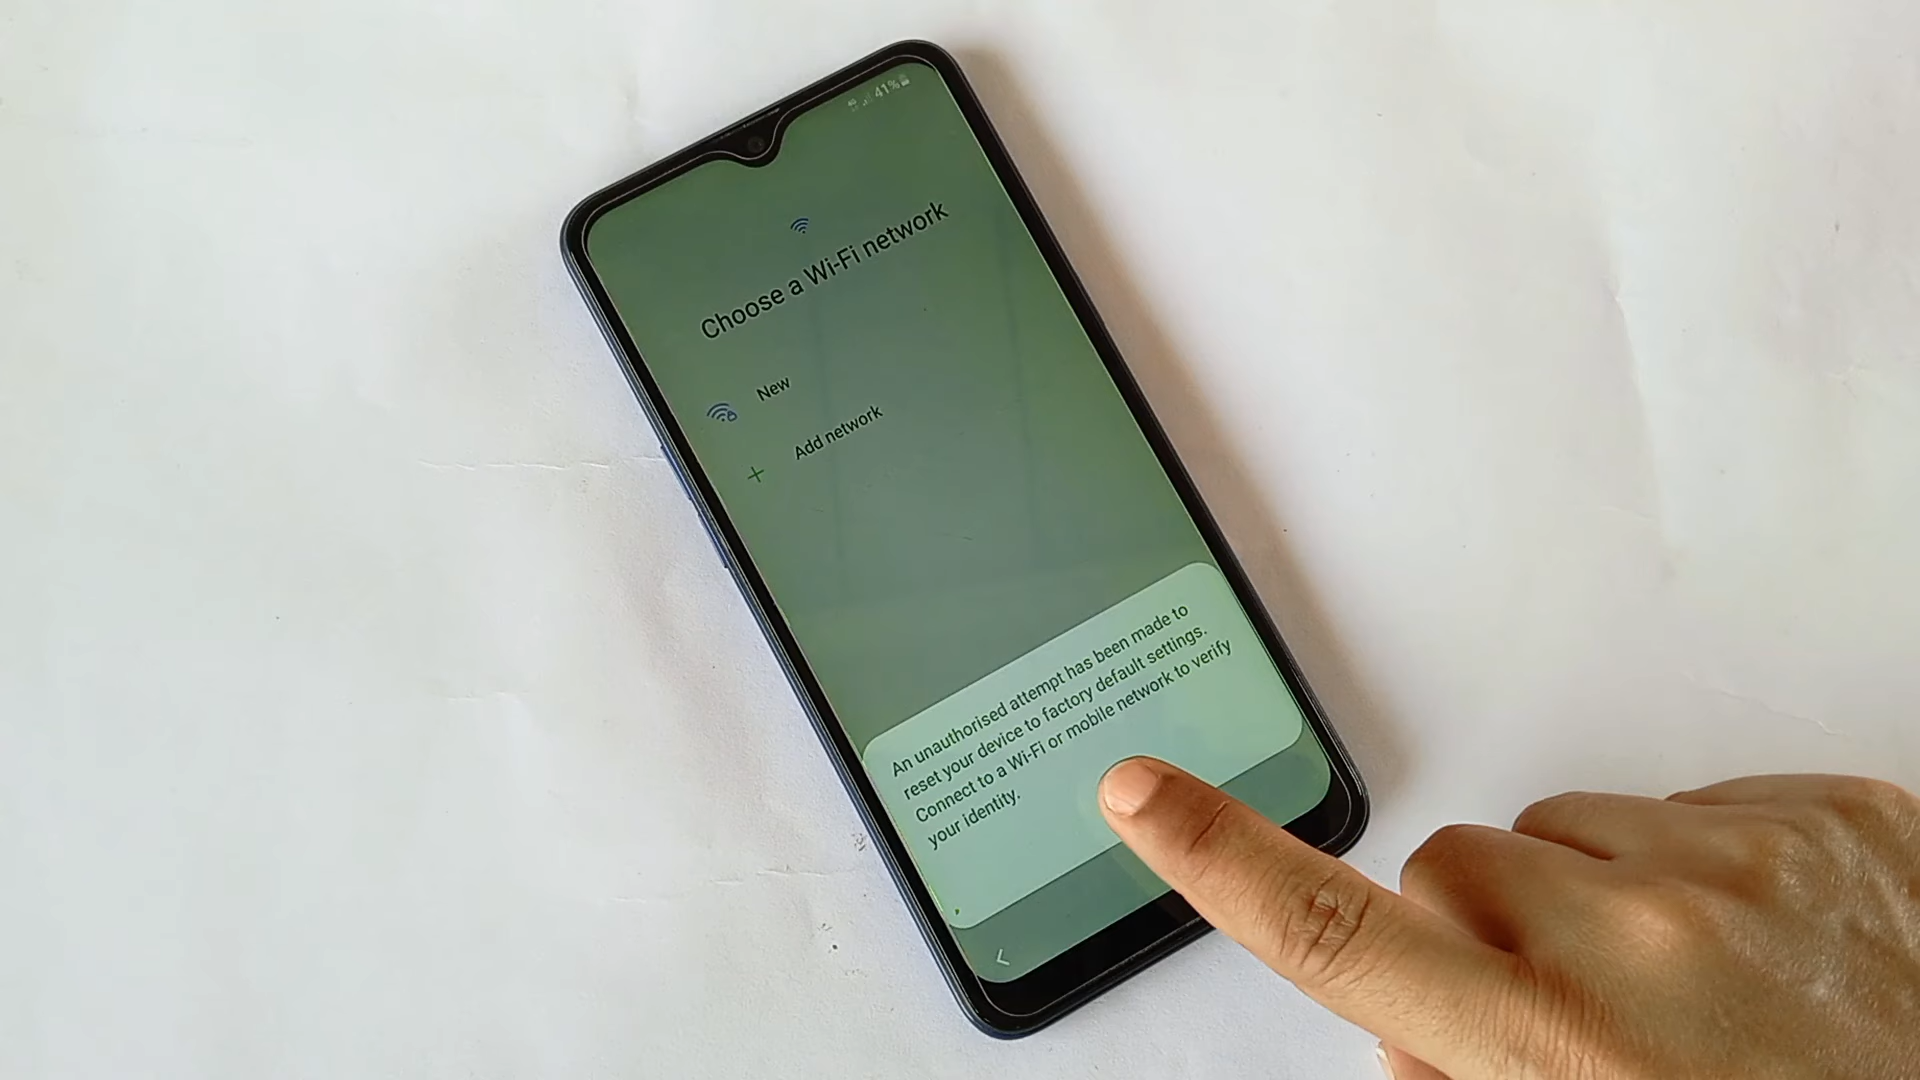 41%
Choose a Wi-Fi network
New
Add network
An unauthorised attempt has been made to
reset your device to factory default settings.
Connect to a Wi-Fi or mobile network to verify
your identity.